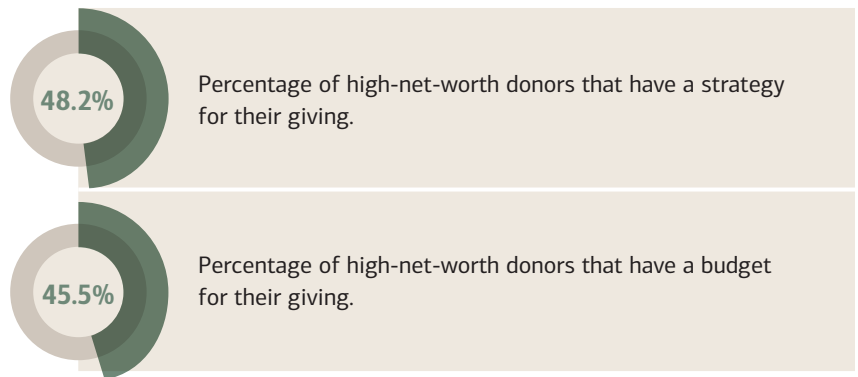 48.2%
Percentage of high-net-worth donors that have a strategy
for their giving.
45.5%
Percentage of high-net-worth donors that have a budget
for their giving.